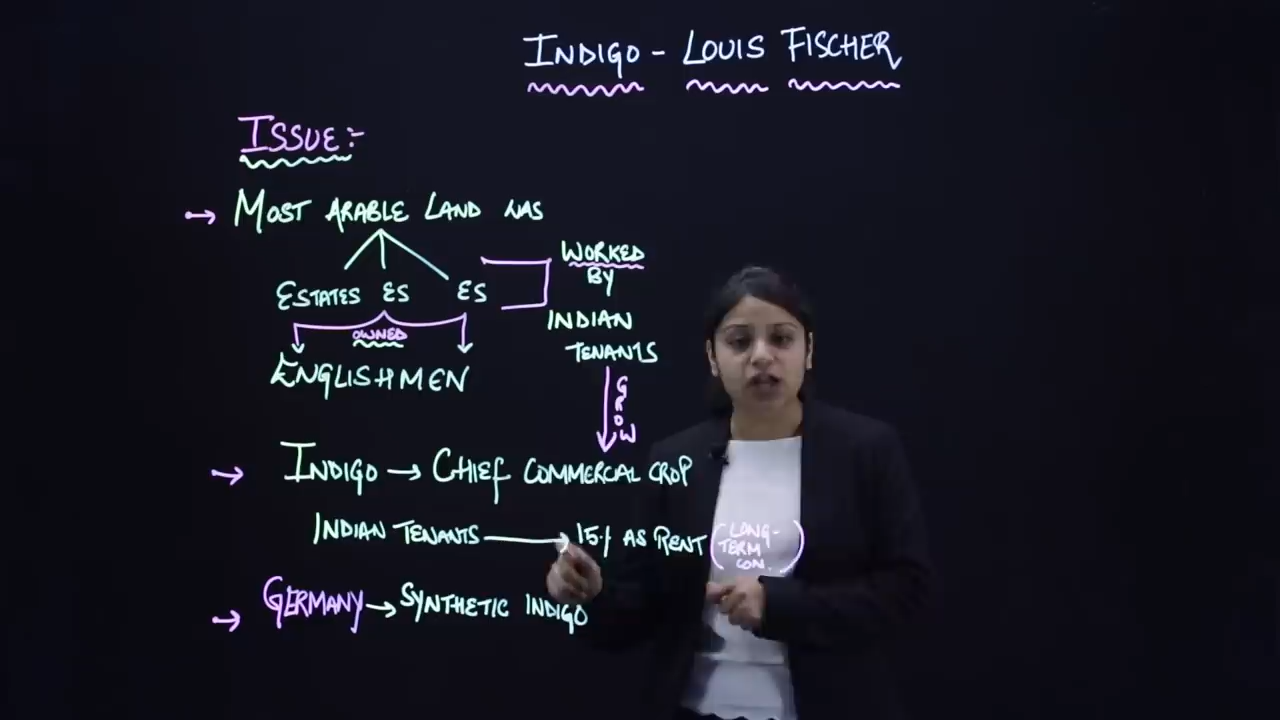 INDIGO - LOUIS FISCHER
ISSUE :-
→ MOST ARABLE LAND WAS
ESTATES ES ES
OWNED
ENGLISHMEN
WORKED
BY
INDIAN
TENANTS
GROW
→ INDIGO → CHIEF COMMERCIAL CROP
INDIAN TENANTS → 15% AS RENT (LONG-
TERM
CON.)
→ GERMANY → SYNTHETIC INDIGO